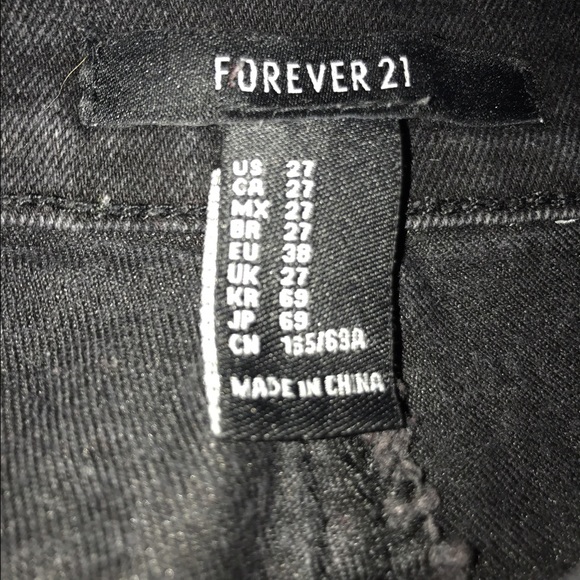 FOREVER 21
US 27
CA 27
MX 27
BR 27
EU 38
UK 27
KR 69
JP 69
CN 165/69A
MADE IN CHINA